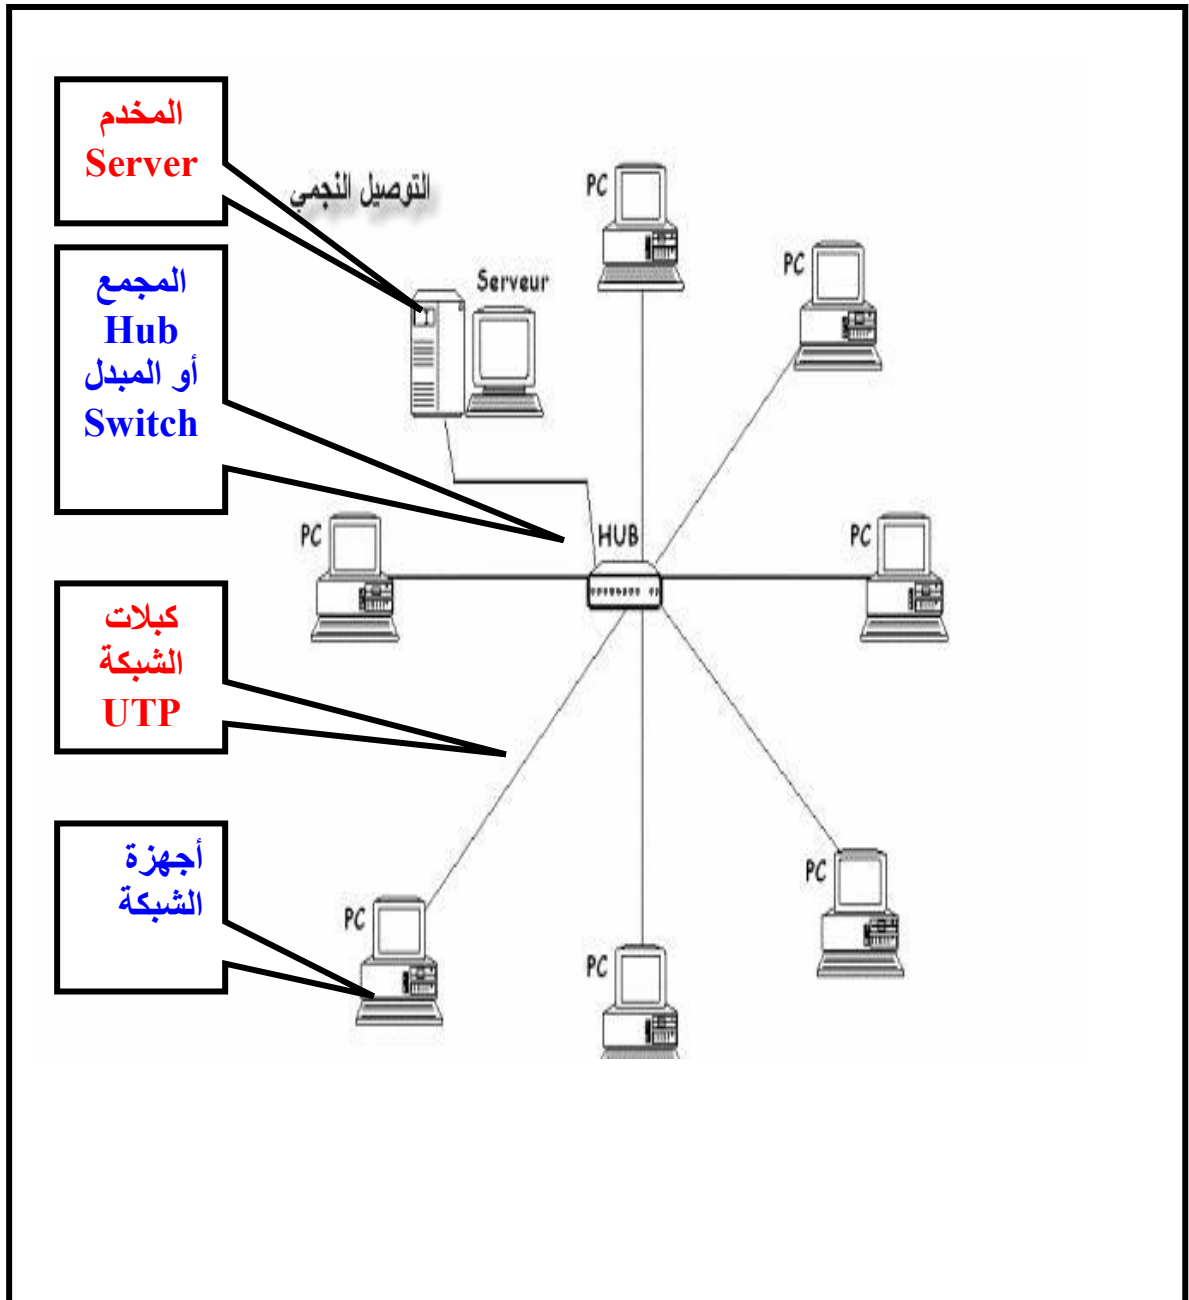 المخدم
Server
التوصيل النجمي
PC
PC
Serveur
المجمع
Hub
أو المبدل
Switch
PC
HUB
PC
كبلات
الشبكة
UTP
أجهزة
الشبكة
PC
PC
PC